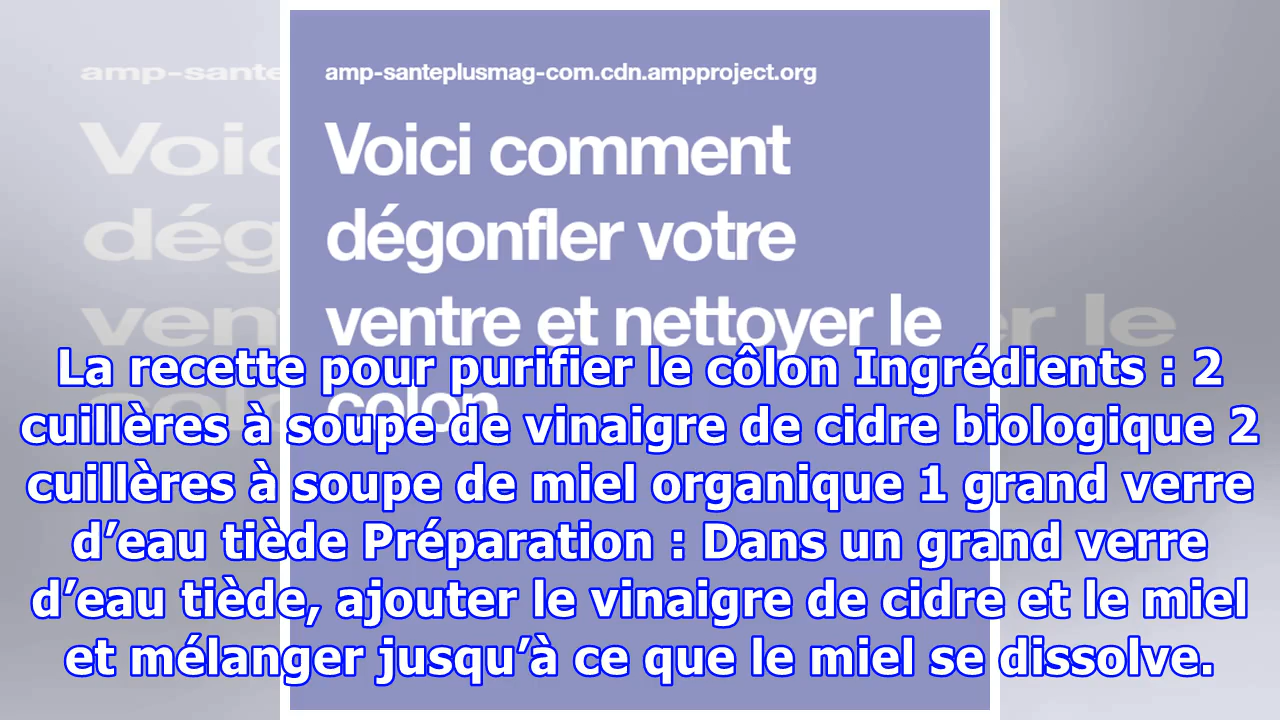 amp-santeplusmag-com.cdn.ampproject.org
Voici comment
dégonfler votre
ventre et nettoyer le
colon
La recette pour purifier le côlon Ingrédients : 2
cuillères à soupe de vinaigre de cidre biologique 2
cuillères à soupe de miel organique 1 grand verre
d’eau tiède Préparation : Dans un grand verre
d’eau tiède, ajouter le vinaigre de cidre et le miel
et mélanger jusqu’à ce que le miel se dissolve.